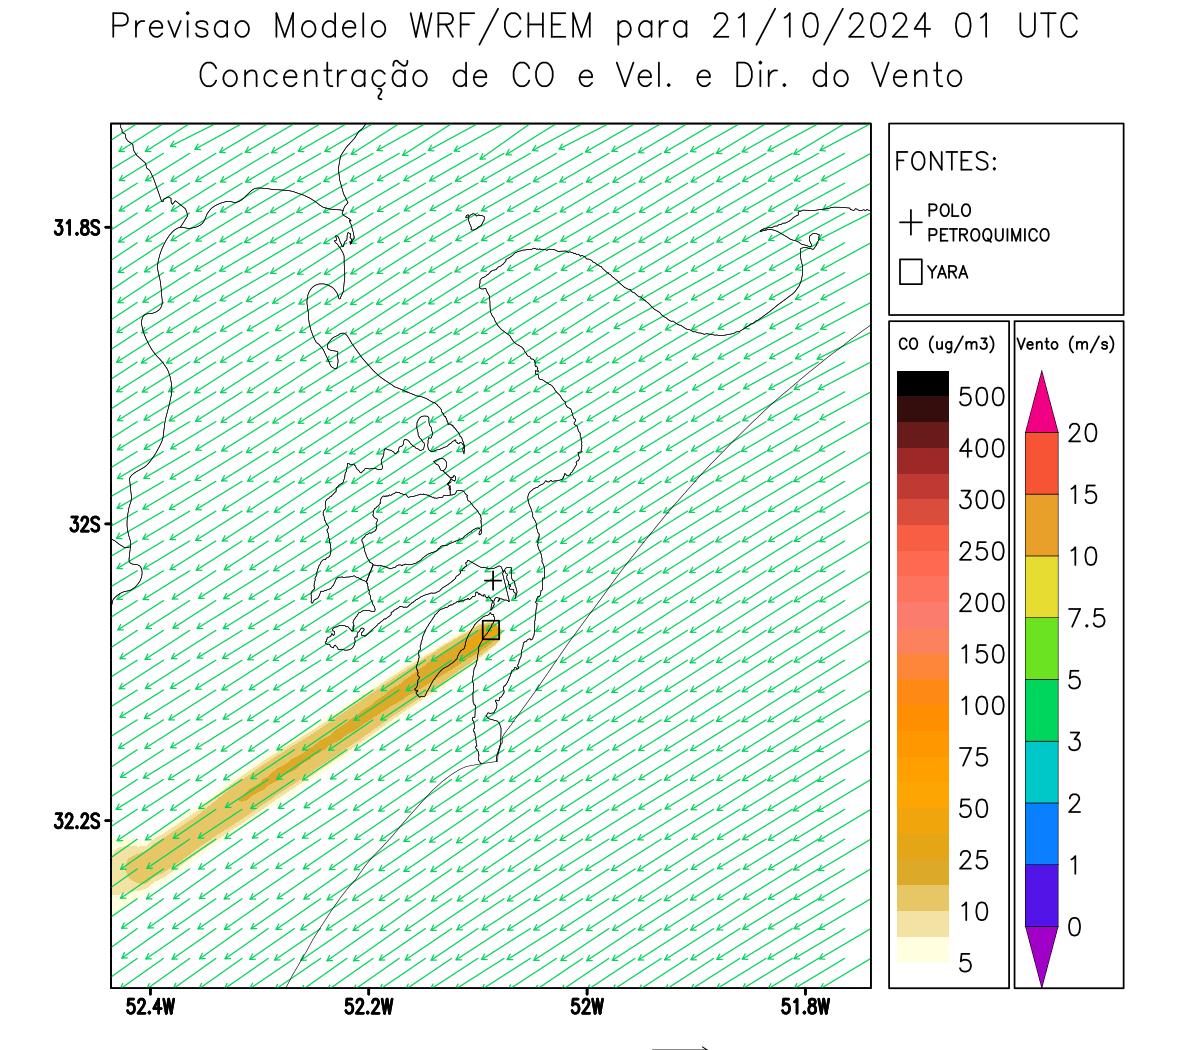 Previsao Modelo WRF/CHEM para 21/10/2024 01 UTC
Concentração de CO e Vel. e Dir. do Vento
FONTES:
POLO
PETROQUIMICO
YARA
CO (ug/m3)
500
400
300
250
200
150
100
75
50
25
10
5
Vento (m/s)
20
15
10
7.5
5
3
2
1
0
31.8S
32S
32.2S
52.4W
52.2W
52W
51.8W